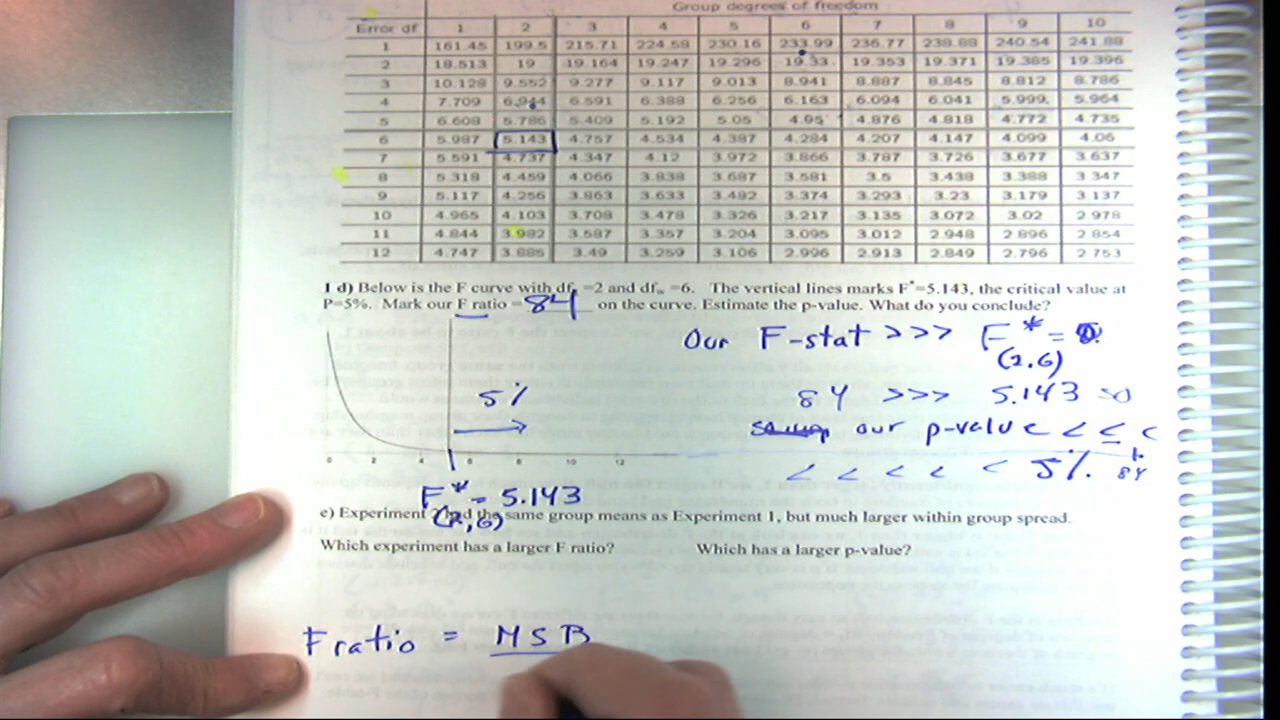 Group degrees of freedom
Error df 1 2 3 4 5 6 7 8 9 10
1 161.45 199.5 215.71 224.58 230.16 233.99 236.77 238.88 240.54 241.88
2 18.513 19 19.164 19.247 19.296 19.33 19.353 19.371 19.385 19.396
3 10.128 9.552 9.277 9.117 9.013 8.941 8.887 8.845 8.812 8.786
4 7.709 6.944 6.591 6.388 6.256 6.163 6.094 6.041 5.999 5.964
5 6.608 5.786 5.409 5.192 5.05 4.95 4.876 4.818 4.772 4.735
6 5.987 5.143 4.757 4.534 4.387 4.284 4.207 4.147 4.099 4.06
7 5.591 4.737 4.347 4.12 3.972 3.866 3.787 3.726 3.677 3.637
8 5.318 4.459 4.066 3.838 3.687 3.581 3.5 3.438 3.388 3.347
9 5.117 4.256 3.863 3.633 3.482 3.374 3.293 3.23 3.179 3.137
10 4.965 4.103 3.708 3.478 3.326 3.217 3.135 3.072 3.02 2.978
11 4.844 3.982 3.587 3.357 3.204 3.095 3.012 2.948 2.896 2.854
12 4.747 3.885 3.49 3.259 3.106 2.996 2.913 2.849 2.796 2.753
1 d) Below is the F curve with df =2 and df =6. The vertical lines marks F*=5.143, the critical value at
P=5%. Mark our F ratio = 84 on the curve. Estimate the p-value. What do you conclude?
Our F-stat >>> F* =
(2,6)
84 >>> 5.143 so
our p-value < < <
< < < < < 5%.
84
5%
0 2 4 6 8 10 12
F* = 5.143
(2,6)
e) Experiment had the same group means as Experiment 1, but much larger within group spread.
Which experiment has a larger F ratio? Which has a larger p-value?
F ratio = MSB